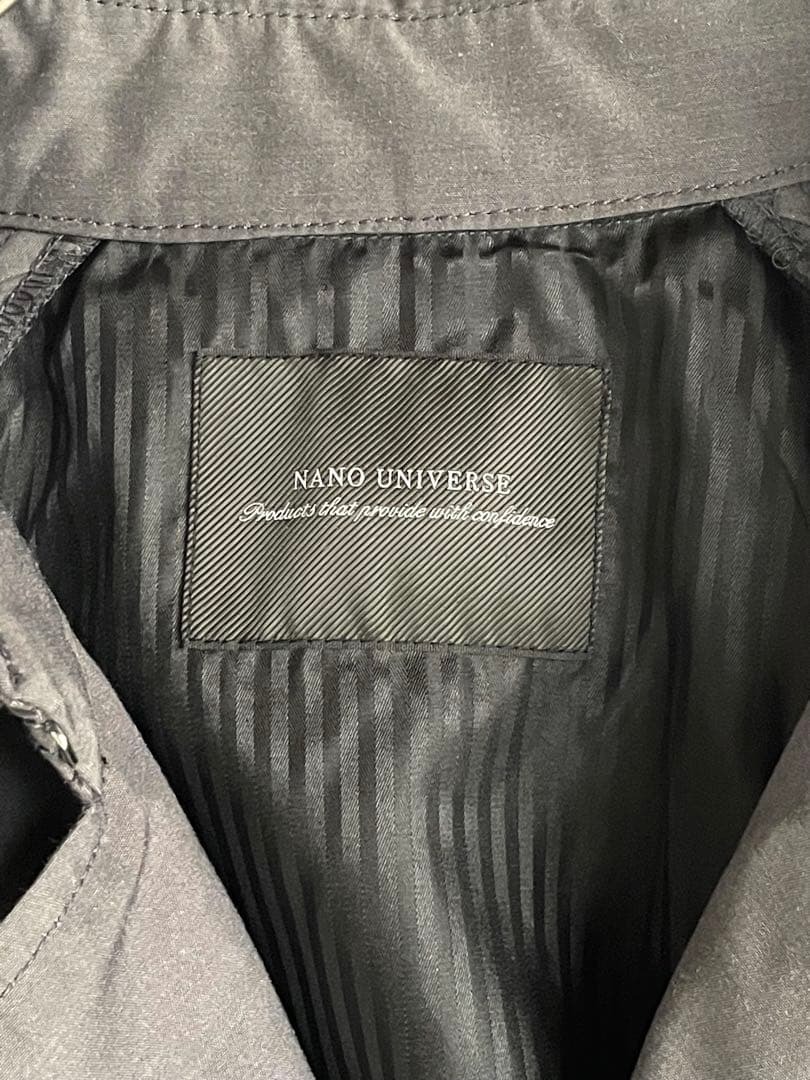 NANO UNIVERSE
Products that provide with confidence